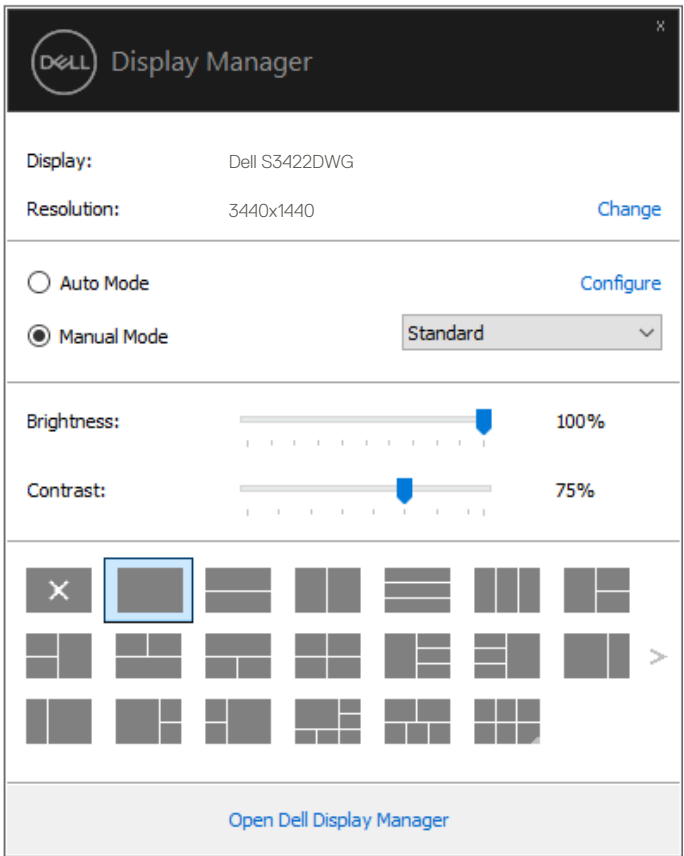 x
DELL Display Manager
Display: Dell S3422DWG
Resolution: 3440x1440 Change
Auto Mode Configure
Manual Mode Standard
Brightness: 100%
Contrast: 75%
Open Dell Display Manager